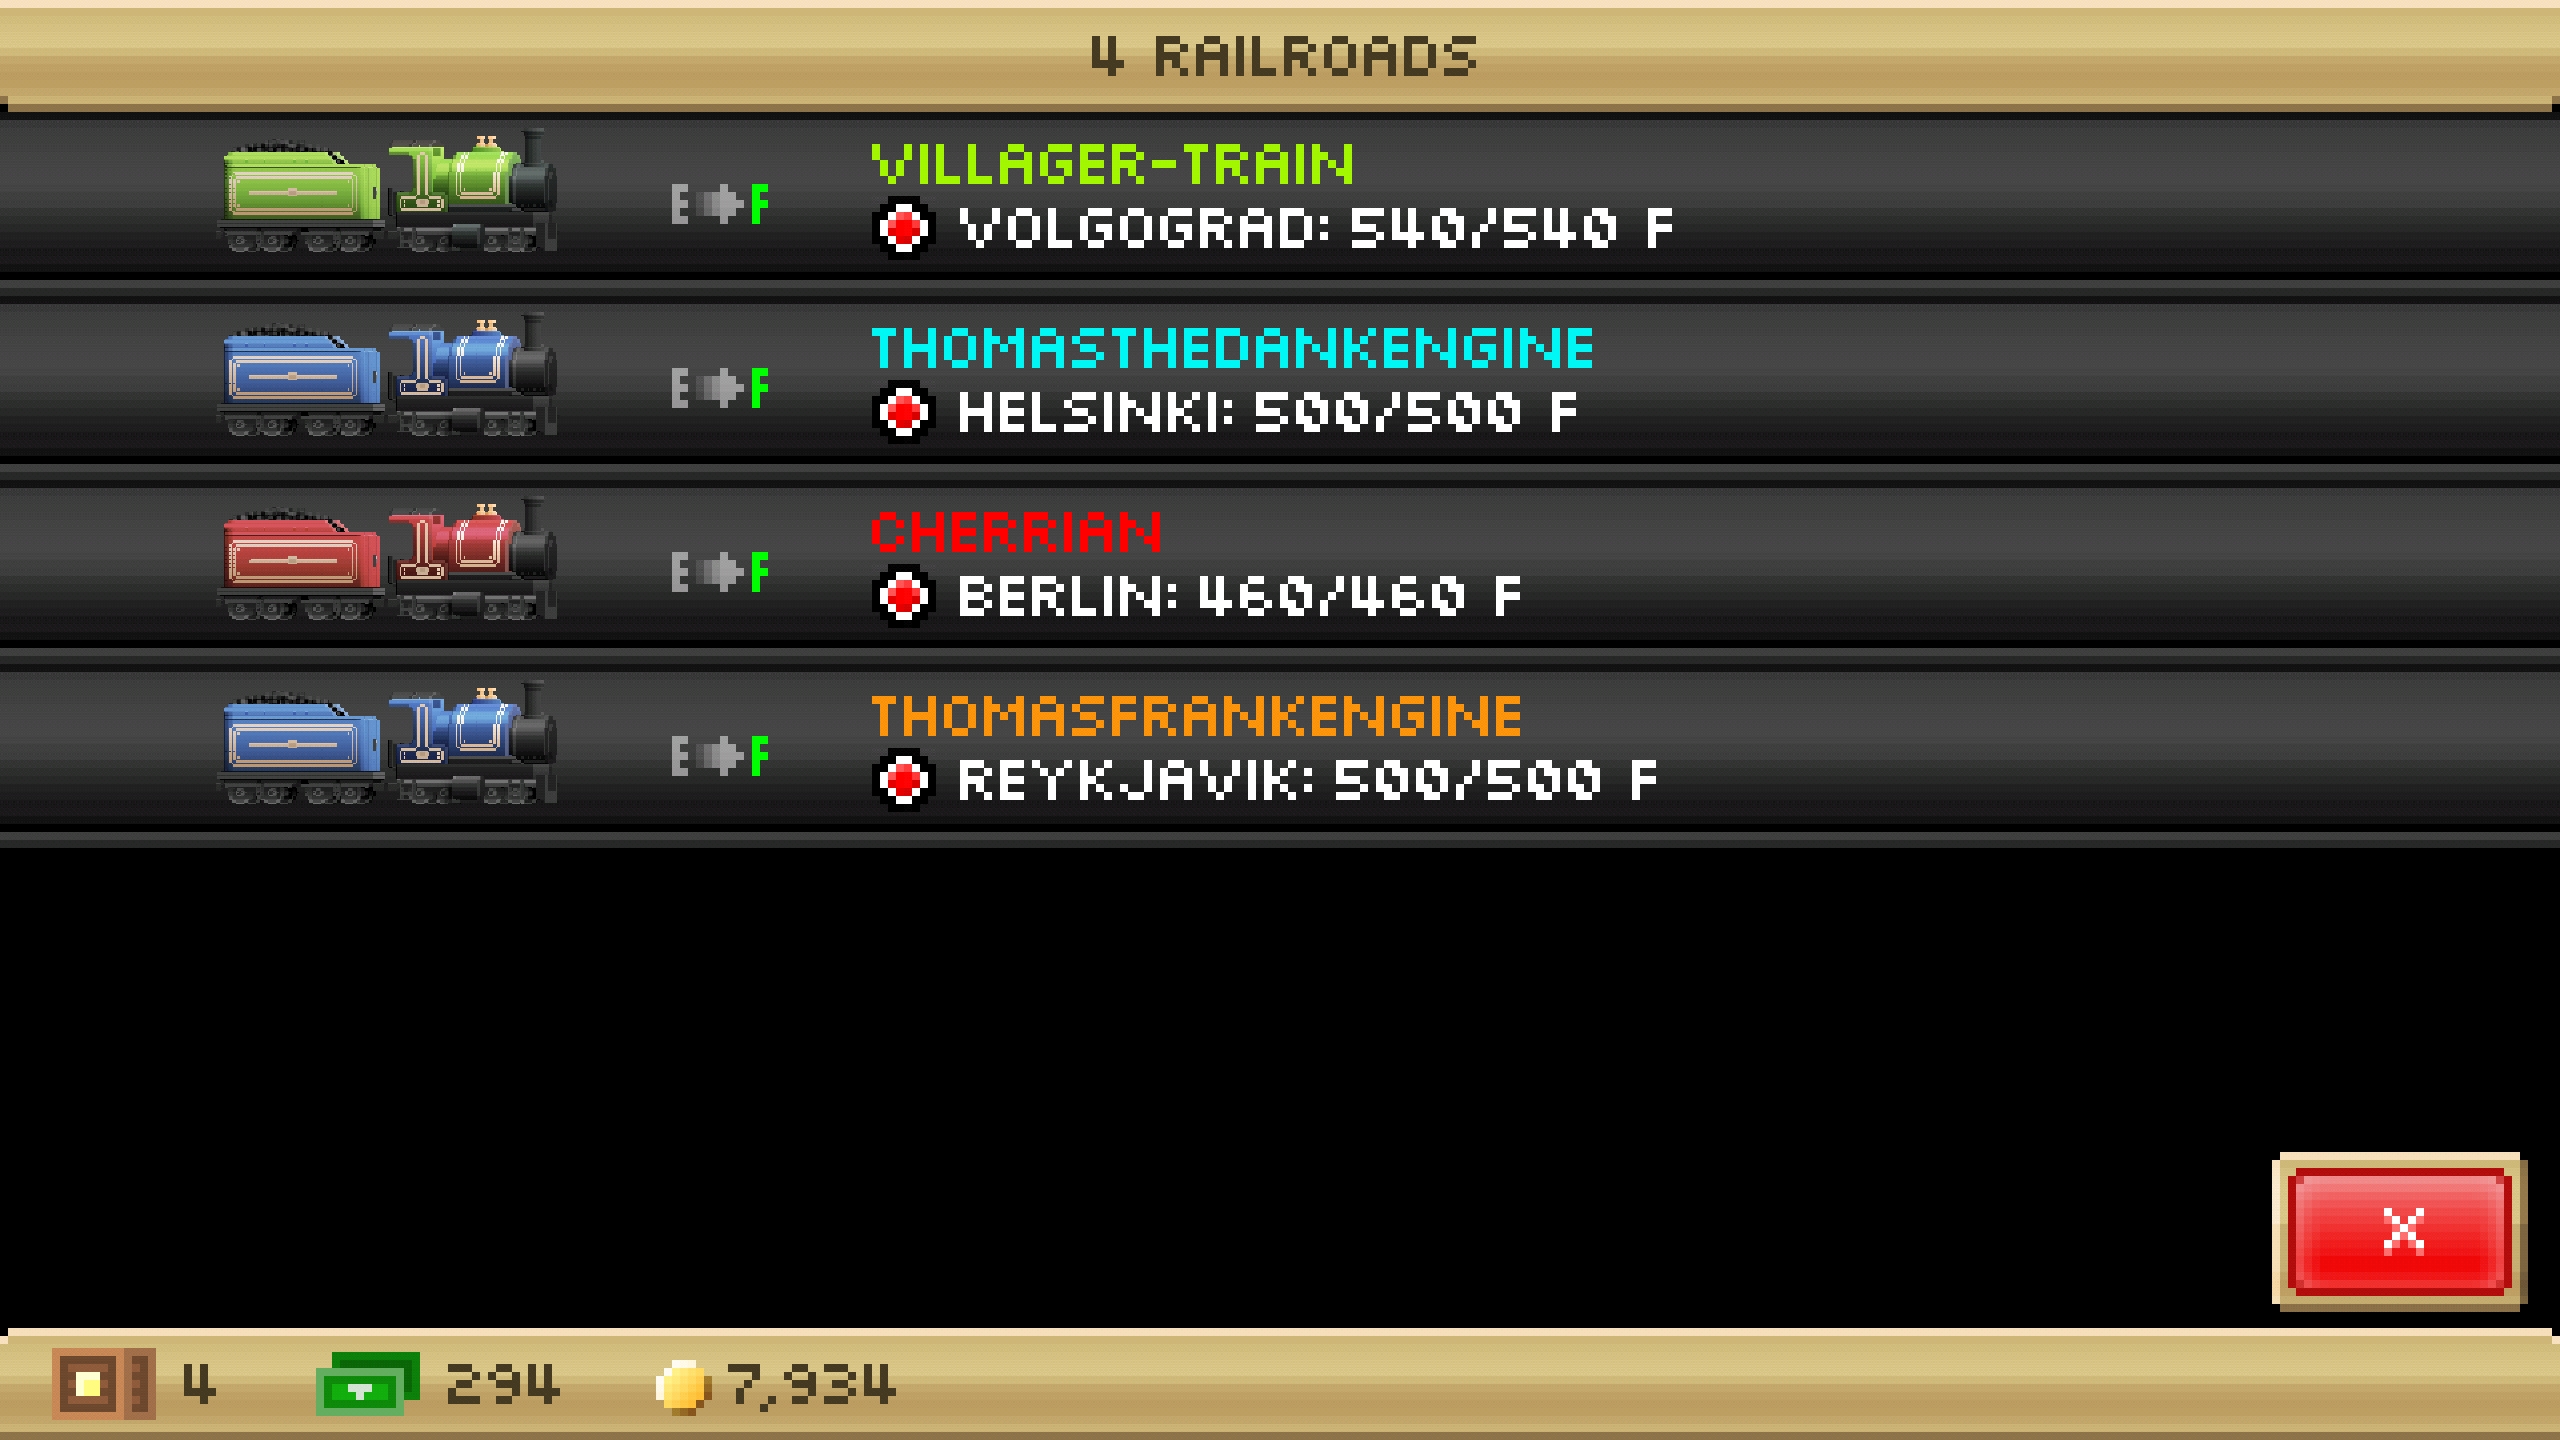 4 RAILROADS
E F
VILLAGER-TRAIN
VOLGOGRAD: 540/540 F
E F
THOMASTHEDANKENGINE
HELSINKI: 500/500 F
E F
CHERRIAN
BERLIN: 460/460 F
E F
THOMASFRANKENGINE
REYKJAVIK: 500/500 F
X
4 294 7,934